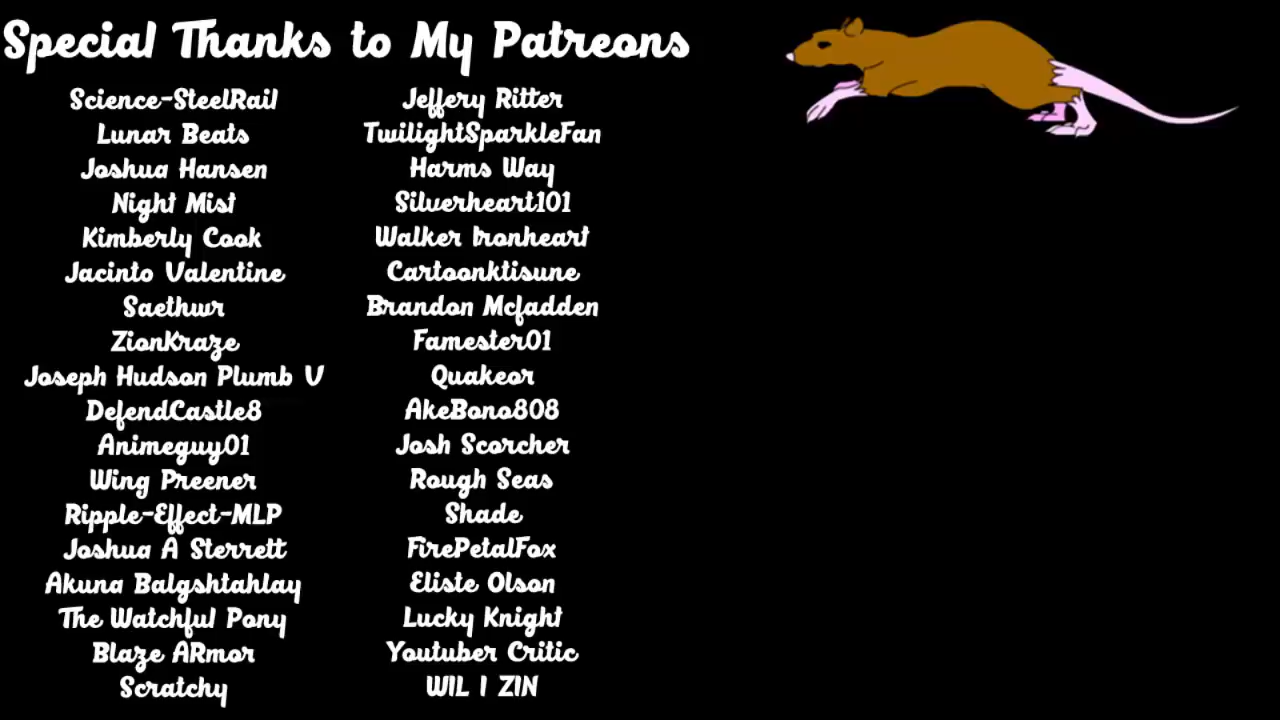 Special Thanks to My Patreons
Science-SteelRail
Lunar Beats
Joshua Hansen
Night Mist
Kimberly Cook
Jacinto Valentine
Saethwr
ZionKraze
Joseph Hudson Plumb V
DefendCastle8
Animeguy01
Wing Preener
Ripple-Effect-MLP
Joshua A Sterrett
Akuna Balgshtahlay
The Watchful Pony
Blaze ARmor
Scratchy
Jeffery Ritter
TwilightSparkleFan
Harms Way
Silverheart101
Walker Ironheart
Cartoonktisune
Brandon Mcfadden
Famester01
Quakeor
AkeBono808
Josh Scorcher
Rough Seas
Shade
FirePetalFox
Eliste Olson
Lucky Knight
Youtuber Critic
WIL I ZIN